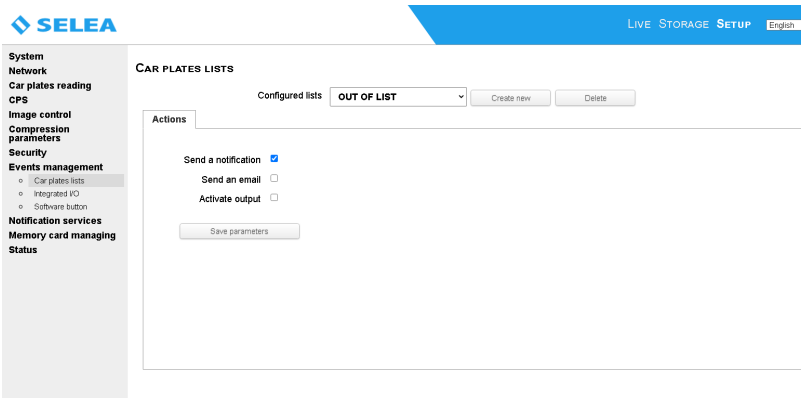 SELEA
LIVE STORAGE SETUP English
System
Network
Car plates reading
CPS
Image control
Compression
parameters
Security
Events management
Car plates lists
Integrated I/O
Software button
Notification services
Memory card managing
Status
CAR PLATES LISTS
Configured lists OUT OF LIST Create new Delete
Actions
Send a notification
Send an email
Activate output
Save parameters